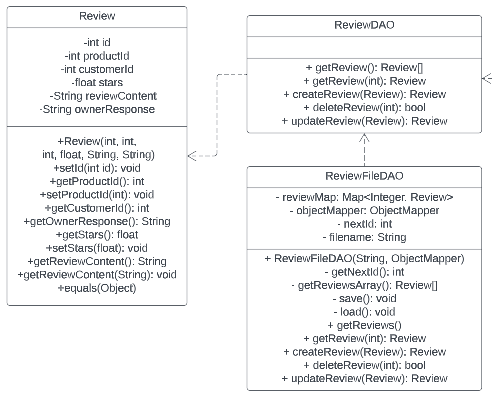 Review
-int id
-int productId
-int customerId
-float stars
-String reviewContent
-String ownerResponse
+Review(int, int,
int, float, String, String)
+setId(int id): void
+getProductId(): int
+setProductId(int): void
+getCustomerId(): int
+getOwnerResponse(): String
+getStars(): float
+setStars(float): void
+getReviewContent(): String
+getReviewContent(String): void
+equals(Object)
ReviewDAO
+ getReview(): Review[]
+ getReview(int): Review
+ createReview(Review): Review
+ deleteReview(int): bool
+ updateReview(Review): Review
ReviewFileDAO
- reviewMap: Map<Integer, Review>
- objectMapper: ObjectMapper
- nextId: int
- filename: String
+ ReviewFileDAO(String, ObjectMapper)
- getNextId(): int
- getReviewsArray(): Review[]
- save(): void
- load(): void
+ getReviews()
+ getReview(int): Review
+ createReview(Review): Review
+ deleteReview(int): bool
+ updateReview(Review): Review